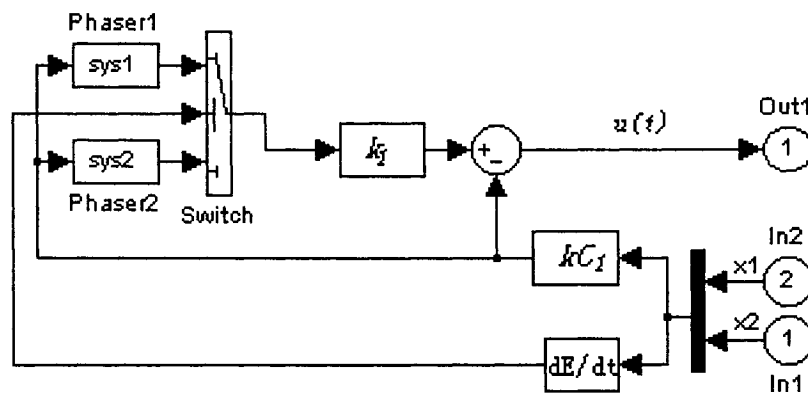 Phaser1
sys1
sys2
Phaser2
Switch
k1
+
−
u(t)
Out1
1
kC1
dE/dt
x1
x2
In2
2
1
In1